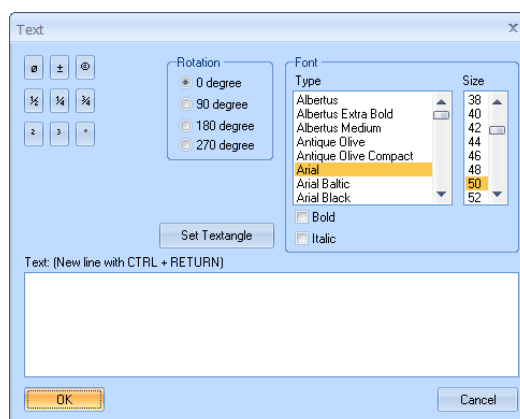 Text
x
ø ± ©
½ ¼ ¾
² ³ °
Rotation
0 degree
90 degree
180 degree
270 degree
Set Textangle
Font
Type
Albertus
Albertus Extra Bold
Albertus Medium
Antique Olive
Antique Olive Compact
Arial
Arial Baltic
Arial Black
Size
38
40
42
44
46
48
50
52
Bold
Italic
Text: (New line with CTRL + RETURN)
OK
Cancel